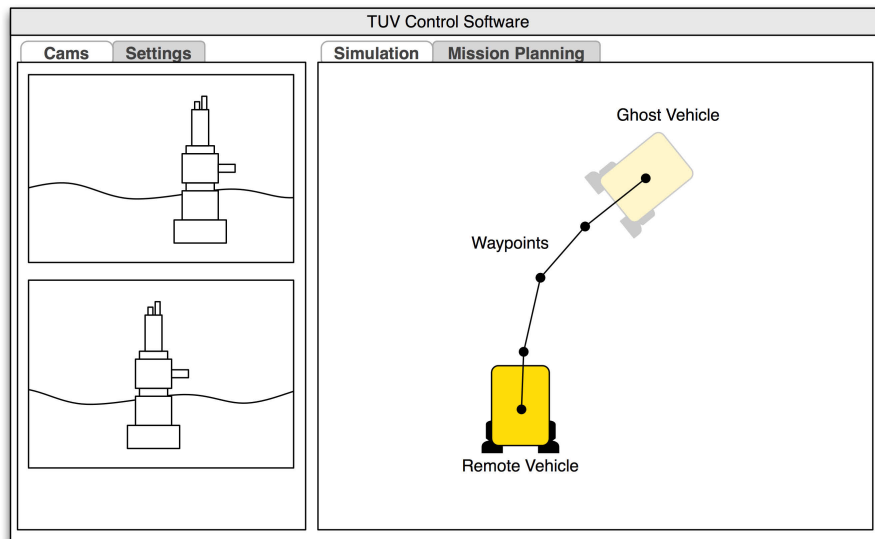 TUV Control Software
Cams
Settings
Simulation
Mission Planning
Ghost Vehicle
Waypoints
Remote Vehicle